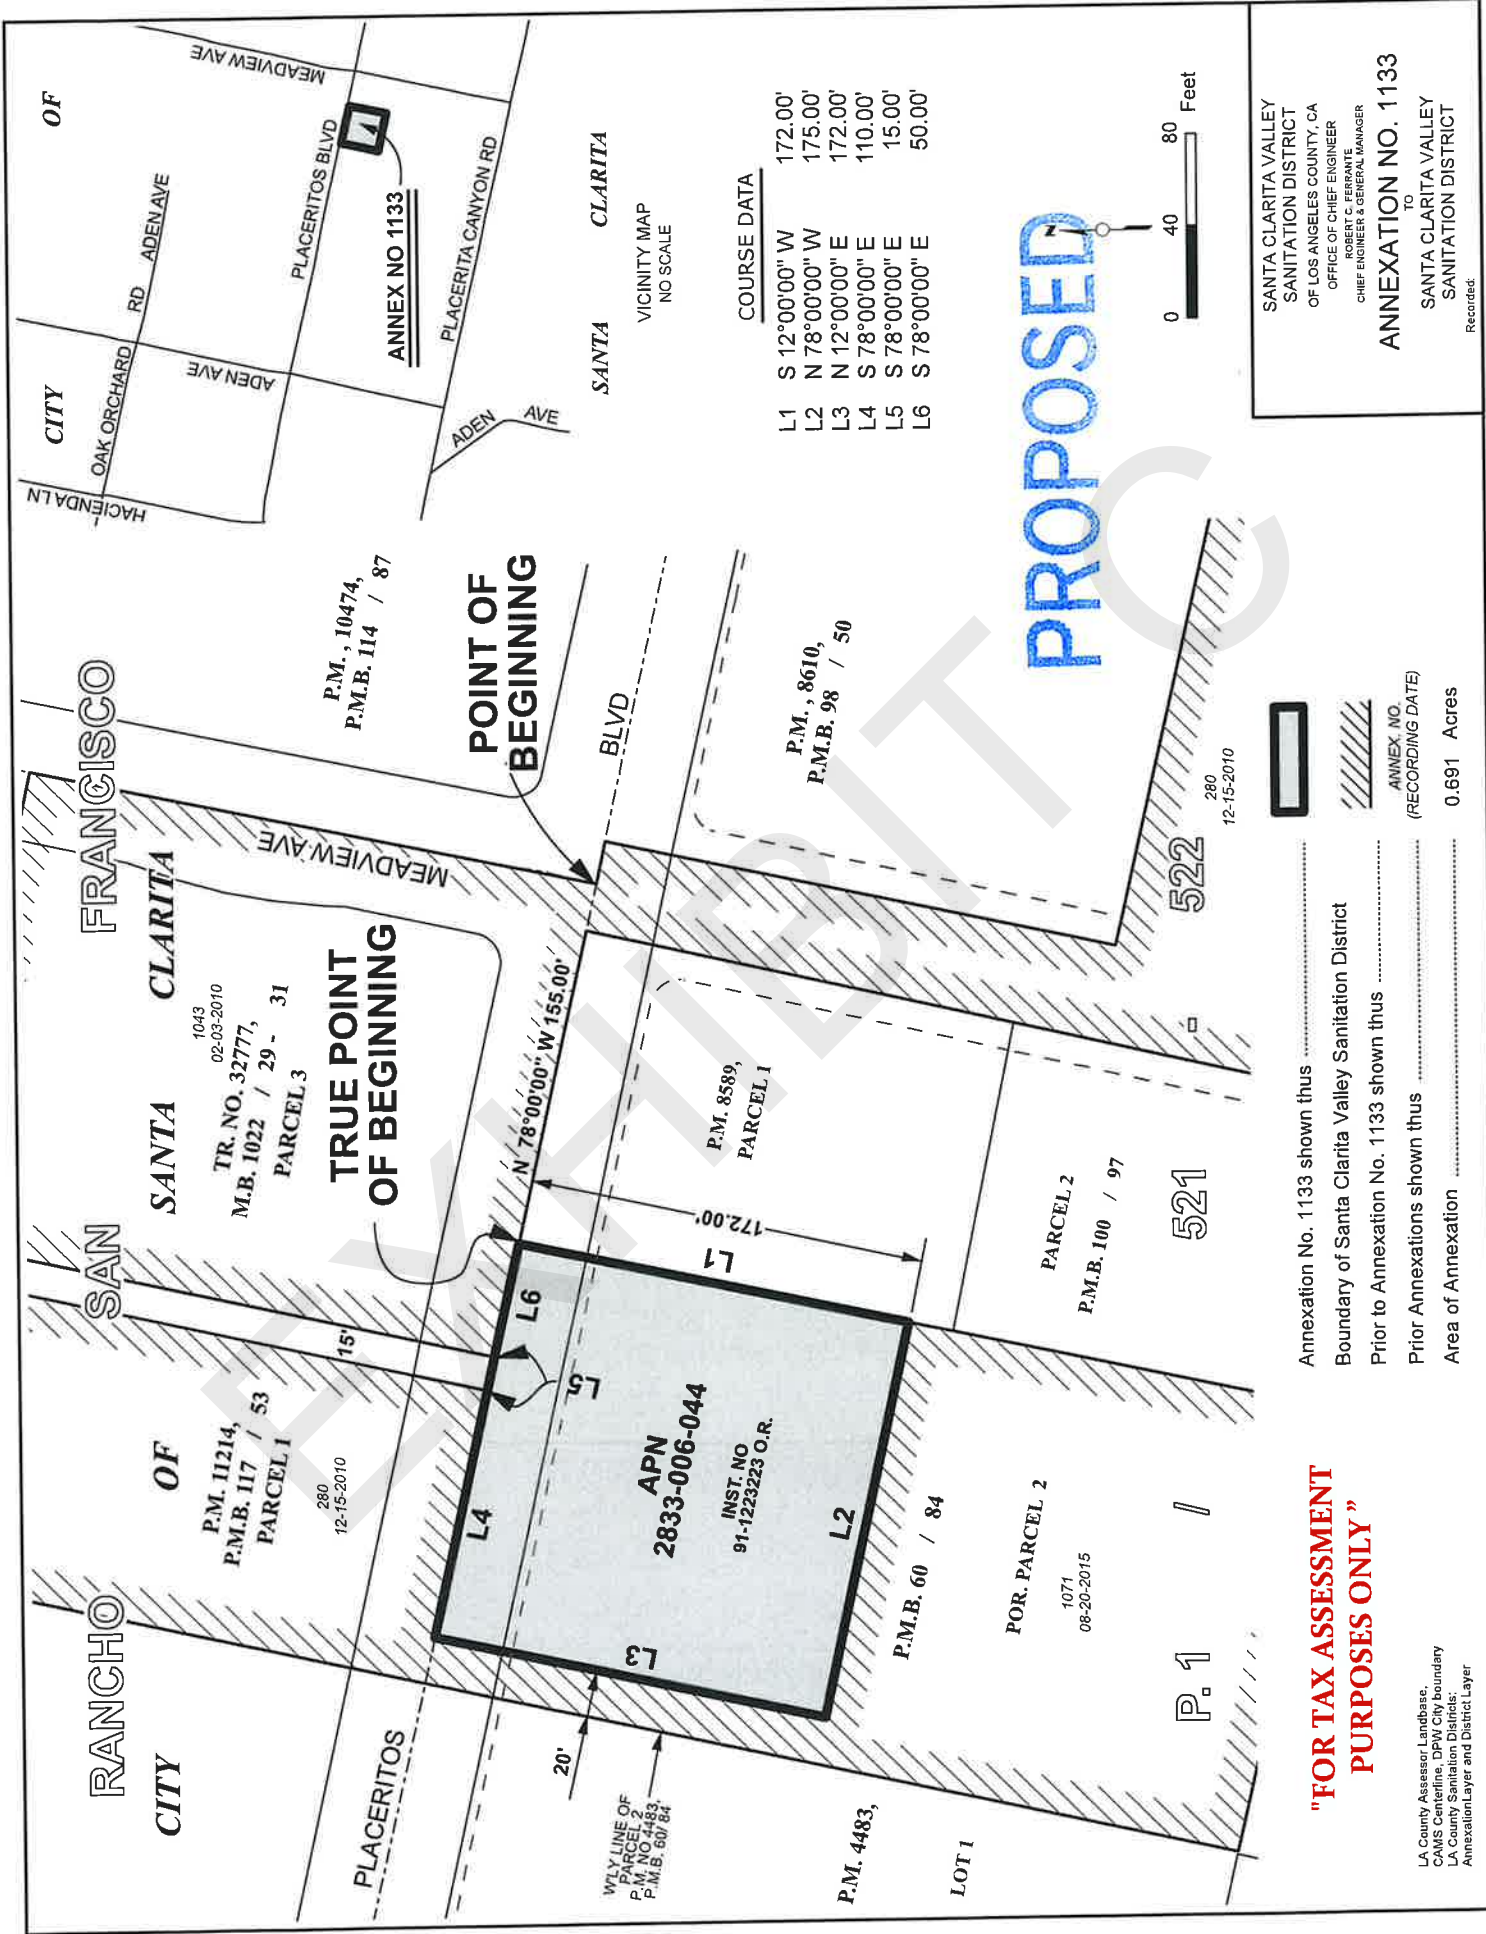 RANCHO
SAN
FRANCISCO
CITY
OF
SANTA
CLARITA
P.M. 11214,
P.M.B. 117 / 53
PARCEL 1
280
12-15-2010
15'
1043
02-03-2010
TR. NO. 32777,
M.B. 1022 / 29 - 31
PARCEL 3
TRUE POINT
OF BEGINNING
MEADVIEW AVE
P.M. , 10474,
P.M.B. 114 / 87
POINT OF
BEGINNING
PLACERITOS
BLVD
N 78°00'00" W 155.00'
L4
L5
L6
L1
L2
L3
172.00'
20'
APN
2833-006-044
INST. NO
91-1223223 O.R.
WLY LINE OF
PARCEL 2
P.M. NO 4483,
P.M.B. 60/ 84
P.M. 4483,
LOT 1
P.M.B. 60 / 84
POR. PARCEL 2
1071
08-20-2015
P.M. 8589,
PARCEL 1
PARCEL 2
P.M.B. 100 / 97
P.M. , 8610,
P.M.B. 98 / 50
280
12-15-2010
P. 1 / 521 - 522
EXHIBIT C
CITY
OF
HACIENDA LN
OAK ORCHARD RD
ADEN AVE
ADEN AVE
MEADVIEW AVE
PLACERITOS BLVD
ANNEX NO 1133
PLACERITA CANYON RD
ADEN AVE
SANTA
CLARITA
VICINITY MAP
NO SCALE
COURSE DATA
L1 S 12°00'00" W 172.00'
L2 N 78°00'00" W 175.00'
L3 N 12°00'00" E 172.00'
L4 S 78°00'00" E 110.00'
L5 S 78°00'00" E 15.00'
L6 S 78°00'00" E 50.00'
PROPOSED
N
0 40 80
Feet
"FOR TAX ASSESSMENT
PURPOSES ONLY"
LA County Assessor Landbase,
CAMS Centerline, DPW City boundary
LA County Sanitation Districts:
AnnexationLayer and District Layer
Annexation No. 1133 shown thus
Boundary of Santa Clarita Valley Sanitation District
Prior to Annexation No. 1133 shown thus
ANNEX. NO.
Prior Annexations shown thus (RECORDING DATE)
Area of Annexation 0.691 Acres
SANTA CLARITA VALLEY
SANITATION DISTRICT
OF LOS ANGELES COUNTY, CA
OFFICE OF CHIEF ENGINEER
ROBERT C. FERRANTE
CHIEF ENGINEER & GENERAL MANAGER
ANNEXATION NO. 1133
TO
SANTA CLARITA VALLEY
SANITATION DISTRICT
Recorded: